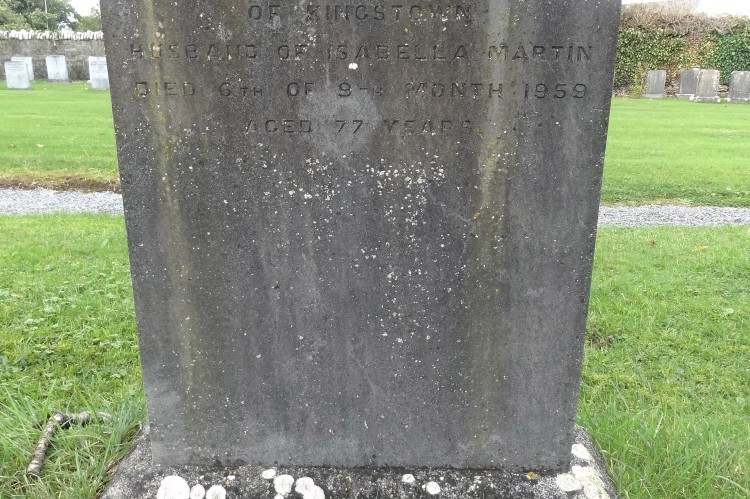 OF KINGSTOWN
HUSBAND OF ISABELLA MARTIN
DIED 6TH OF 9TH MONTH 1959
AGED 77 YEARS